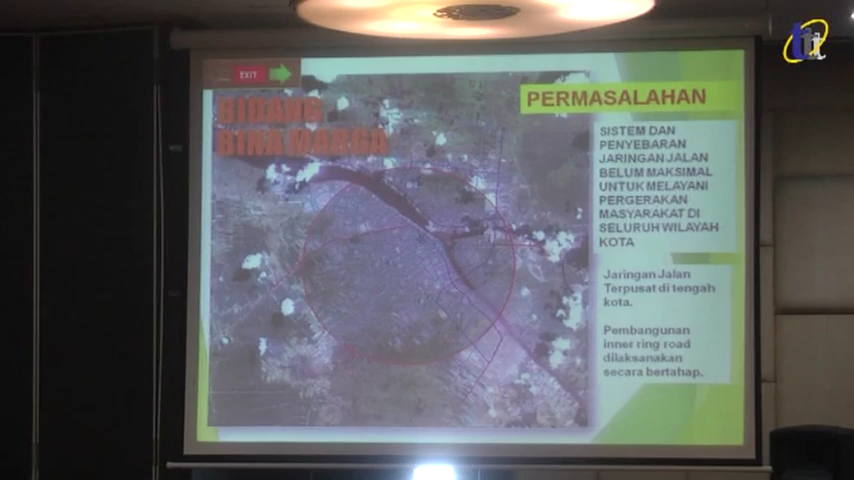 EXIT
BIDANG
BINA MARGA
PERMASALAHAN
SISTEM DAN
PENYEBARAN
JARINGAN JALAN
BELUM MAKSIMAL
UNTUK MELAYANI
PERGERAKAN
MASYARAKAT DI
SELURUH WILAYAH
KOTA
Jaringan Jalan
Terpusat di tengah
kota.
Pembangunan
inner ring road
dilaksanakan
secara bertahap.